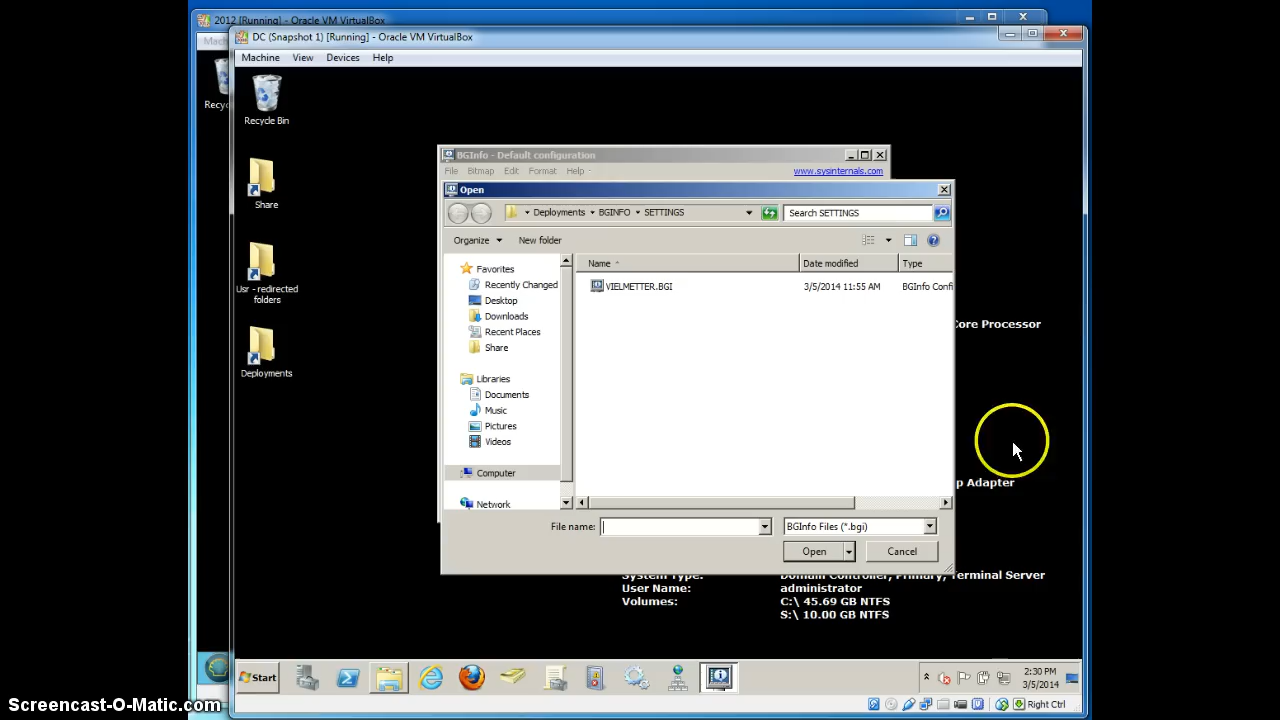 2012 [Running] - Oracle VM VirtualBox
DC (Snapshot 1) [Running] - Oracle VM VirtualBox
Machine View Devices Help
Recycle Bin
Share
Usr - redirected
folders
Deployments
BGInfo - Default configuration
File Bitmap Edit Format Help
www.sysinternals.com
Open
Deployments BGINFO SETTINGS
Search SETTINGS
Organize New folder
Name Date modified Type
Favorites
Recently Changed
Desktop
Downloads
Recent Places
Share
Libraries
Documents
Music
Pictures
Videos
Computer
Network
VIELMETTER.BGI 3/5/2014 11:55 AM BGInfo Confi
File name:
BGInfo Files (*.bgi)
Open Cancel
Core Processor
p Adapter
System Type: Domain Controller, Primary, Terminal Server
User Name: administrator
Volumes: C:\ 45.69 GB NTFS
S:\ 10.00 GB NTFS
Start
2:30 PM
3/5/2014
Right Ctrl
Screencast-O-Matic.com